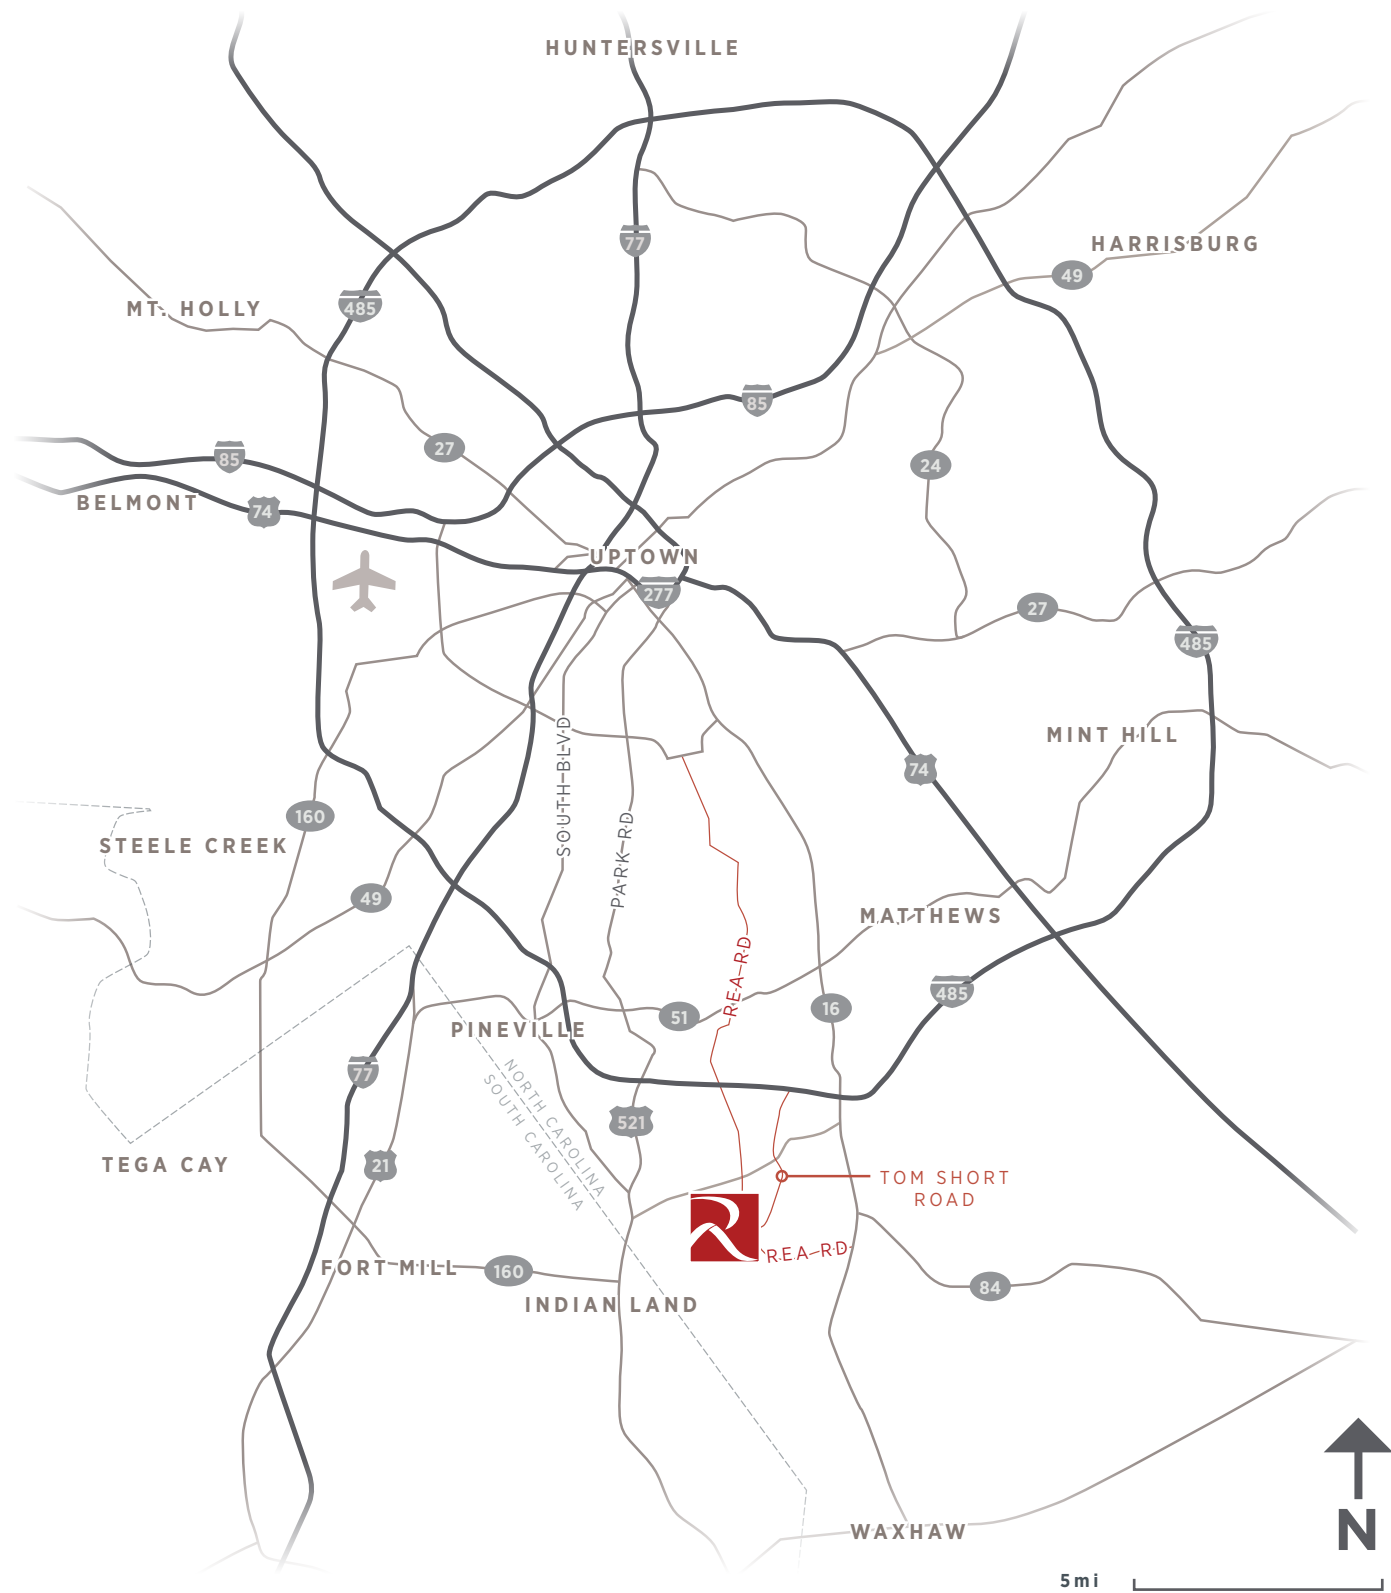 HUNTERSVILLE
77
HARRISBURG
49
MT. HOLLY
485
85
27
85
24
BELMONT
74
UPTOWN
277
27
485
MINT HILL
74
SOUTH BLVD
160
PARK RD
STEELE CREEK
49
MATTHEWS
REA RD
485
16
51
PINEVILLE
77
NORTH CAROLINA
SOUTH CAROLINA
521
21
TEGA CAY
TOM SHORT
ROAD
R
REA RD
FORT MILL
160
84
INDIAN LAND
WAXHAW
N
5mi